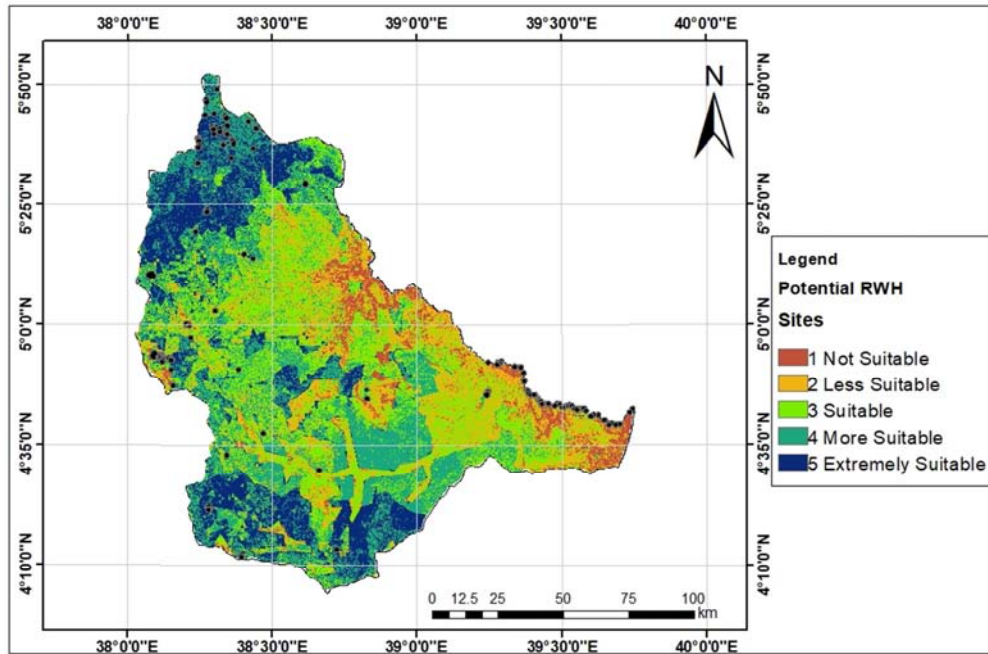 38°0'0"E 38°30'0"E 39°0'0"E 39°30'0"E 40°0'0"E
5°50'0"N 5°50'0"N
5°25'0"N 5°25'0"N
5°0'0"N 5°0'0"N
4°35'0"N 4°35'0"N
4°10'0"N 4°10'0"N
N
Legend
Potential RWH
Sites
1 Not Suitable
2 Less Suitable
3 Suitable
4 More Suitable
5 Extremely Suitable
0 12.5 25 50 75 100
km
38°0'0"E 38°30'0"E 39°0'0"E 39°30'0"E 40°0'0"E